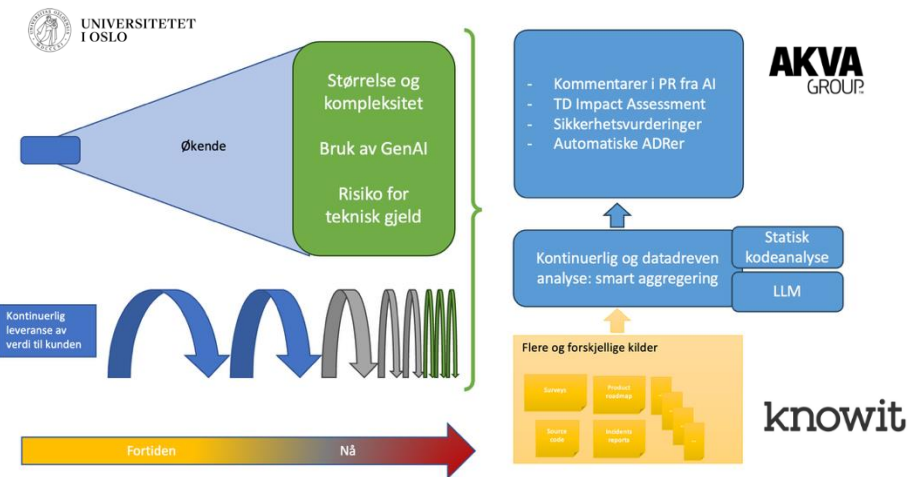 UNIVERSITETET
I OSLO
Økende
Størrelse og
kompleksitet
Bruk av GenAI
Risiko for
teknisk gjeld
Kontinuerlig
leveranse av
verdi til kunden
Fortiden
Nå
- Kommentarer i PR fra AI
- TD Impact Assessment
- Sikkerhetsvurderinger
- Automatiske ADRer
Kontinuerlig og datadreven
analyse: smart aggregering
Statisk
kodeanalyse
LLM
Flere og forskjellige kilder
Surveys
Product
roadmap
Source
code
Incidents
reports
AKVA
GROUP
knowit